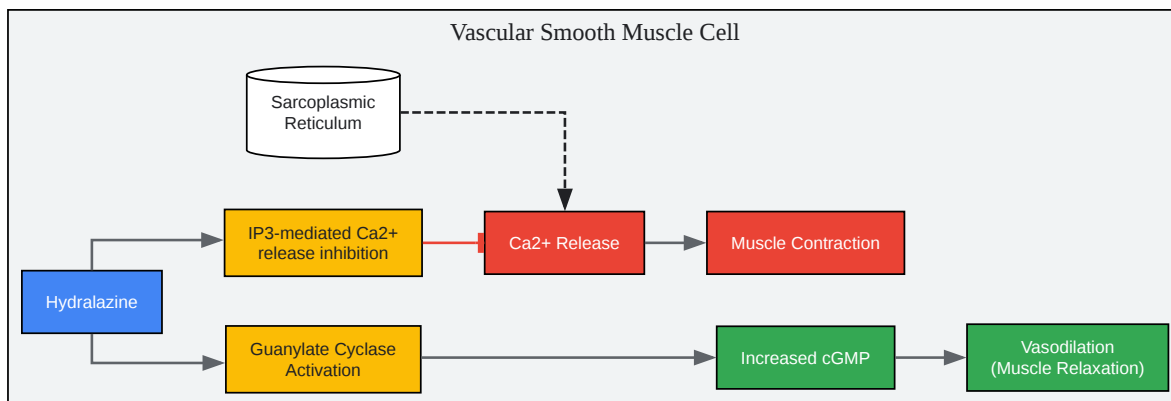 Vascular Smooth Muscle Cell
Sarcoplasmic
Reticulum
IP3-mediated Ca2+
release inhibition
Ca2+ Release
Muscle Contraction
Hydralazine
Guanylate Cyclase
Activation
Increased cGMP
Vasodilation
(Muscle Relaxation)